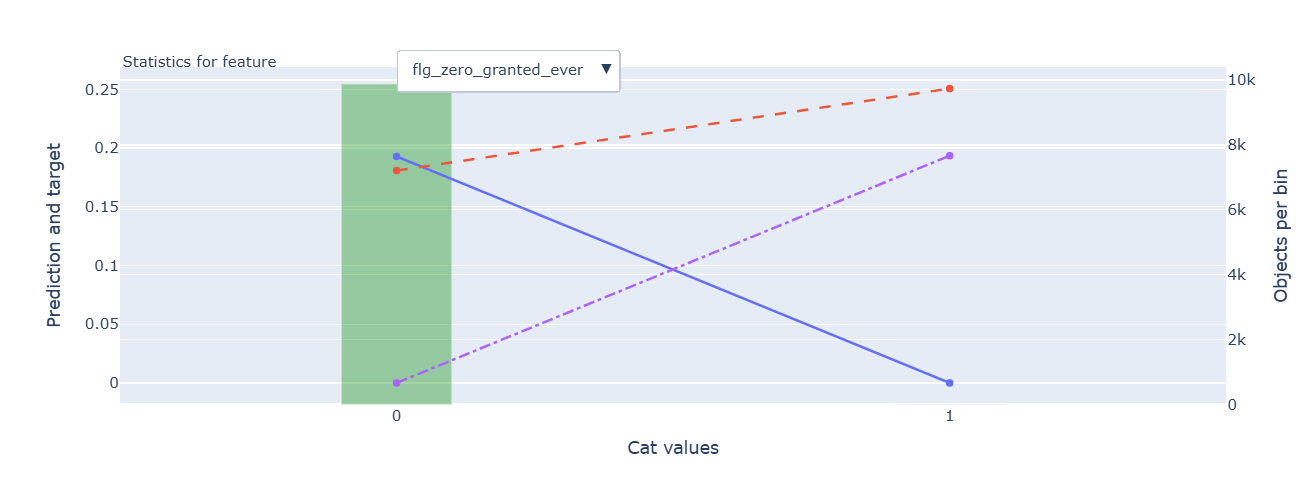 Statistics for feature
flg_zero_granted_ever ▼
Prediction and target
0.25
0.2
0.15
0.1
0.05
0
10k
8k
6k
4k
2k
0
Objects per bin
0
1
Cat values